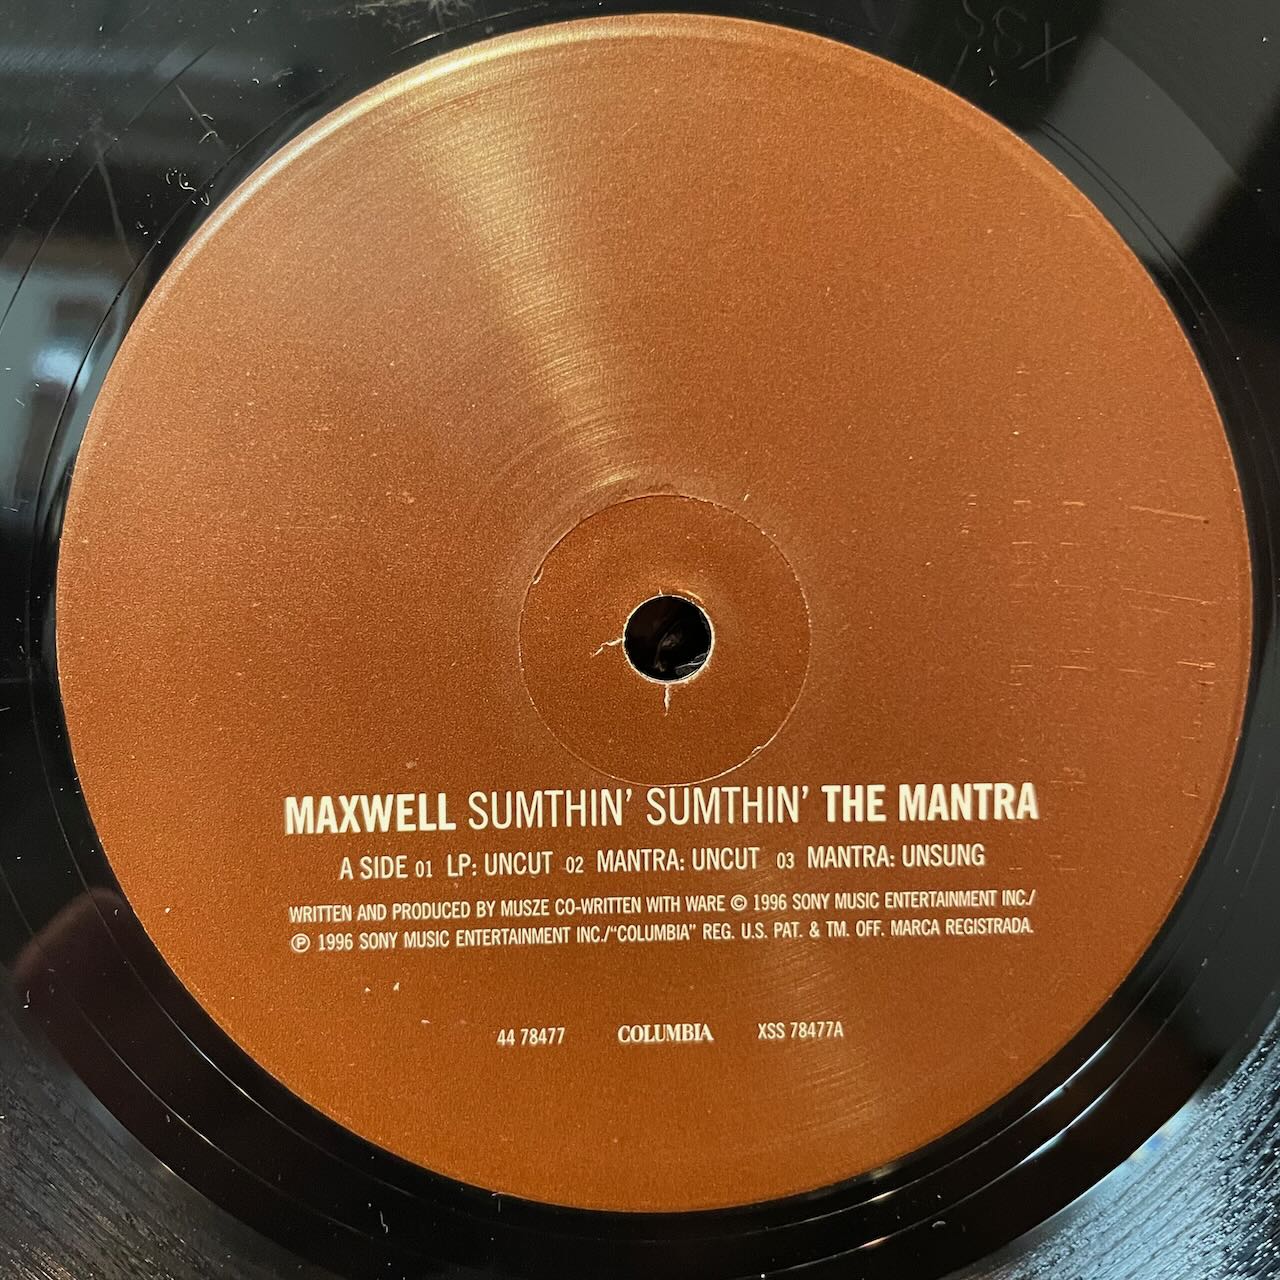 MAXWELL SUMTHIN' SUMTHIN' THE MANTRA
A SIDE 01 LP: UNCUT 02 MANTRA: UNCUT 03 MANTRA: UNSUNG
WRITTEN AND PRODUCED BY MUSZE CO-WRITTEN WITH WARE © 1996 SONY MUSIC ENTERTAINMENT INC./
℗ 1996 SONY MUSIC ENTERTAINMENT INC./"COLUMBIA" REG. U.S. PAT. & TM. OFF. MARCA REGISTRADA.
44 78477 COLUMBIA XSS 78477A